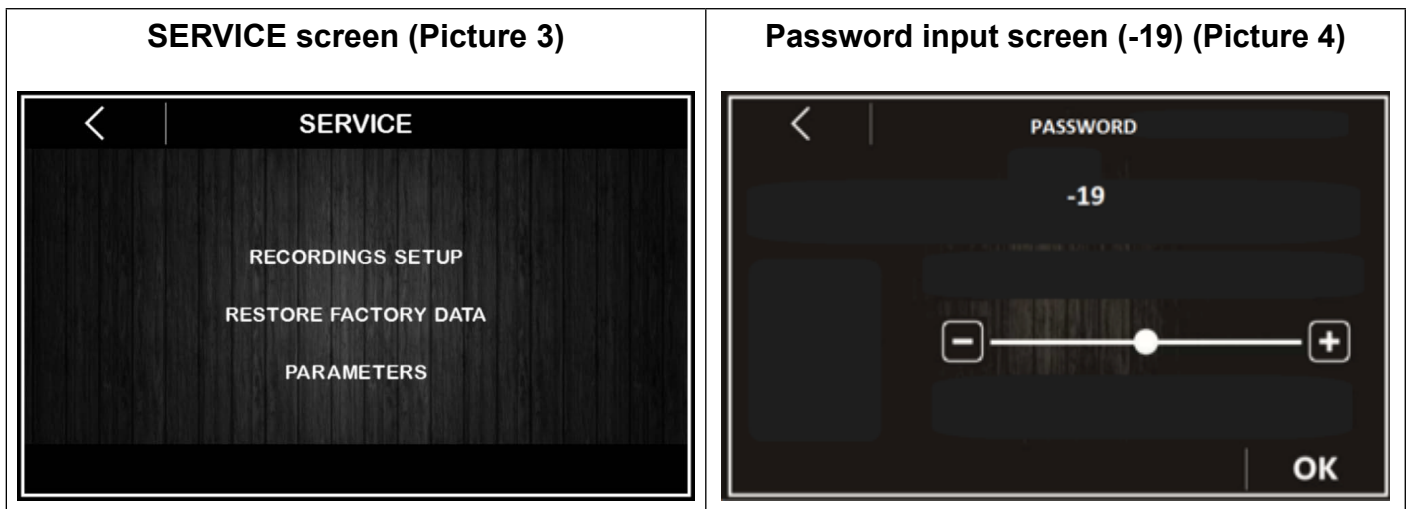 SERVICE screen (Picture 3)
Password input screen (-19) (Picture 4)
SERVICE
RECORDINGS SETUP
RESTORE FACTORY DATA
PARAMETERS
PASSWORD
-19
OK